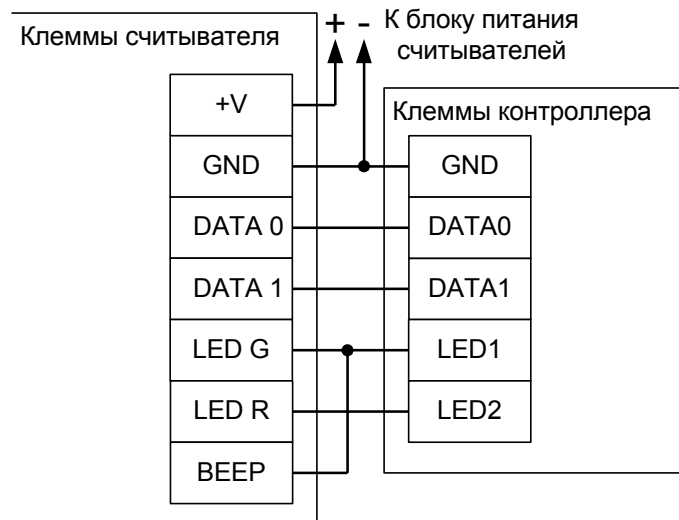 Клеммы считывателя
+ -
К блоку питания
считывателей
Клеммы контроллера
+V
GND
DATA 0
DATA 1
LED G
LED R
BEEP
GND
DATA0
DATA1
LED1
LED2